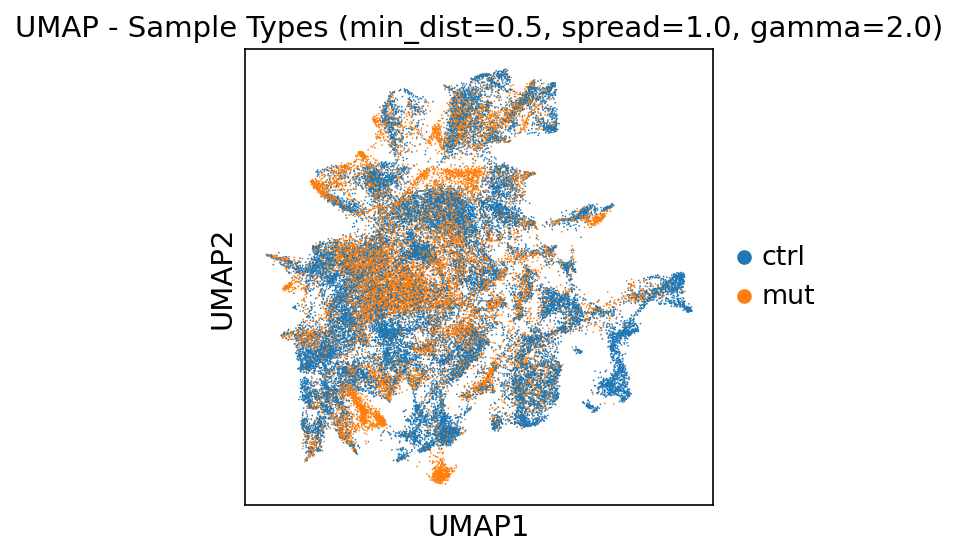 UMAP - Sample Types (min_dist=0.5, spread=1.0, gamma=2.0)
UMAP2
ctrl
mut
UMAP1